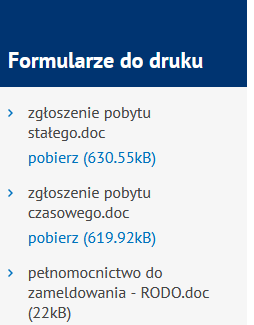 Formularze do druku
zgłoszenie pobytu
stałego.doc
pobierz (630.55kB)
zgłoszenie pobytu
czasowego.doc
pobierz (619.92kB)
pełnomocnictwo do
zameldowania - RODO.doc
(22kB)